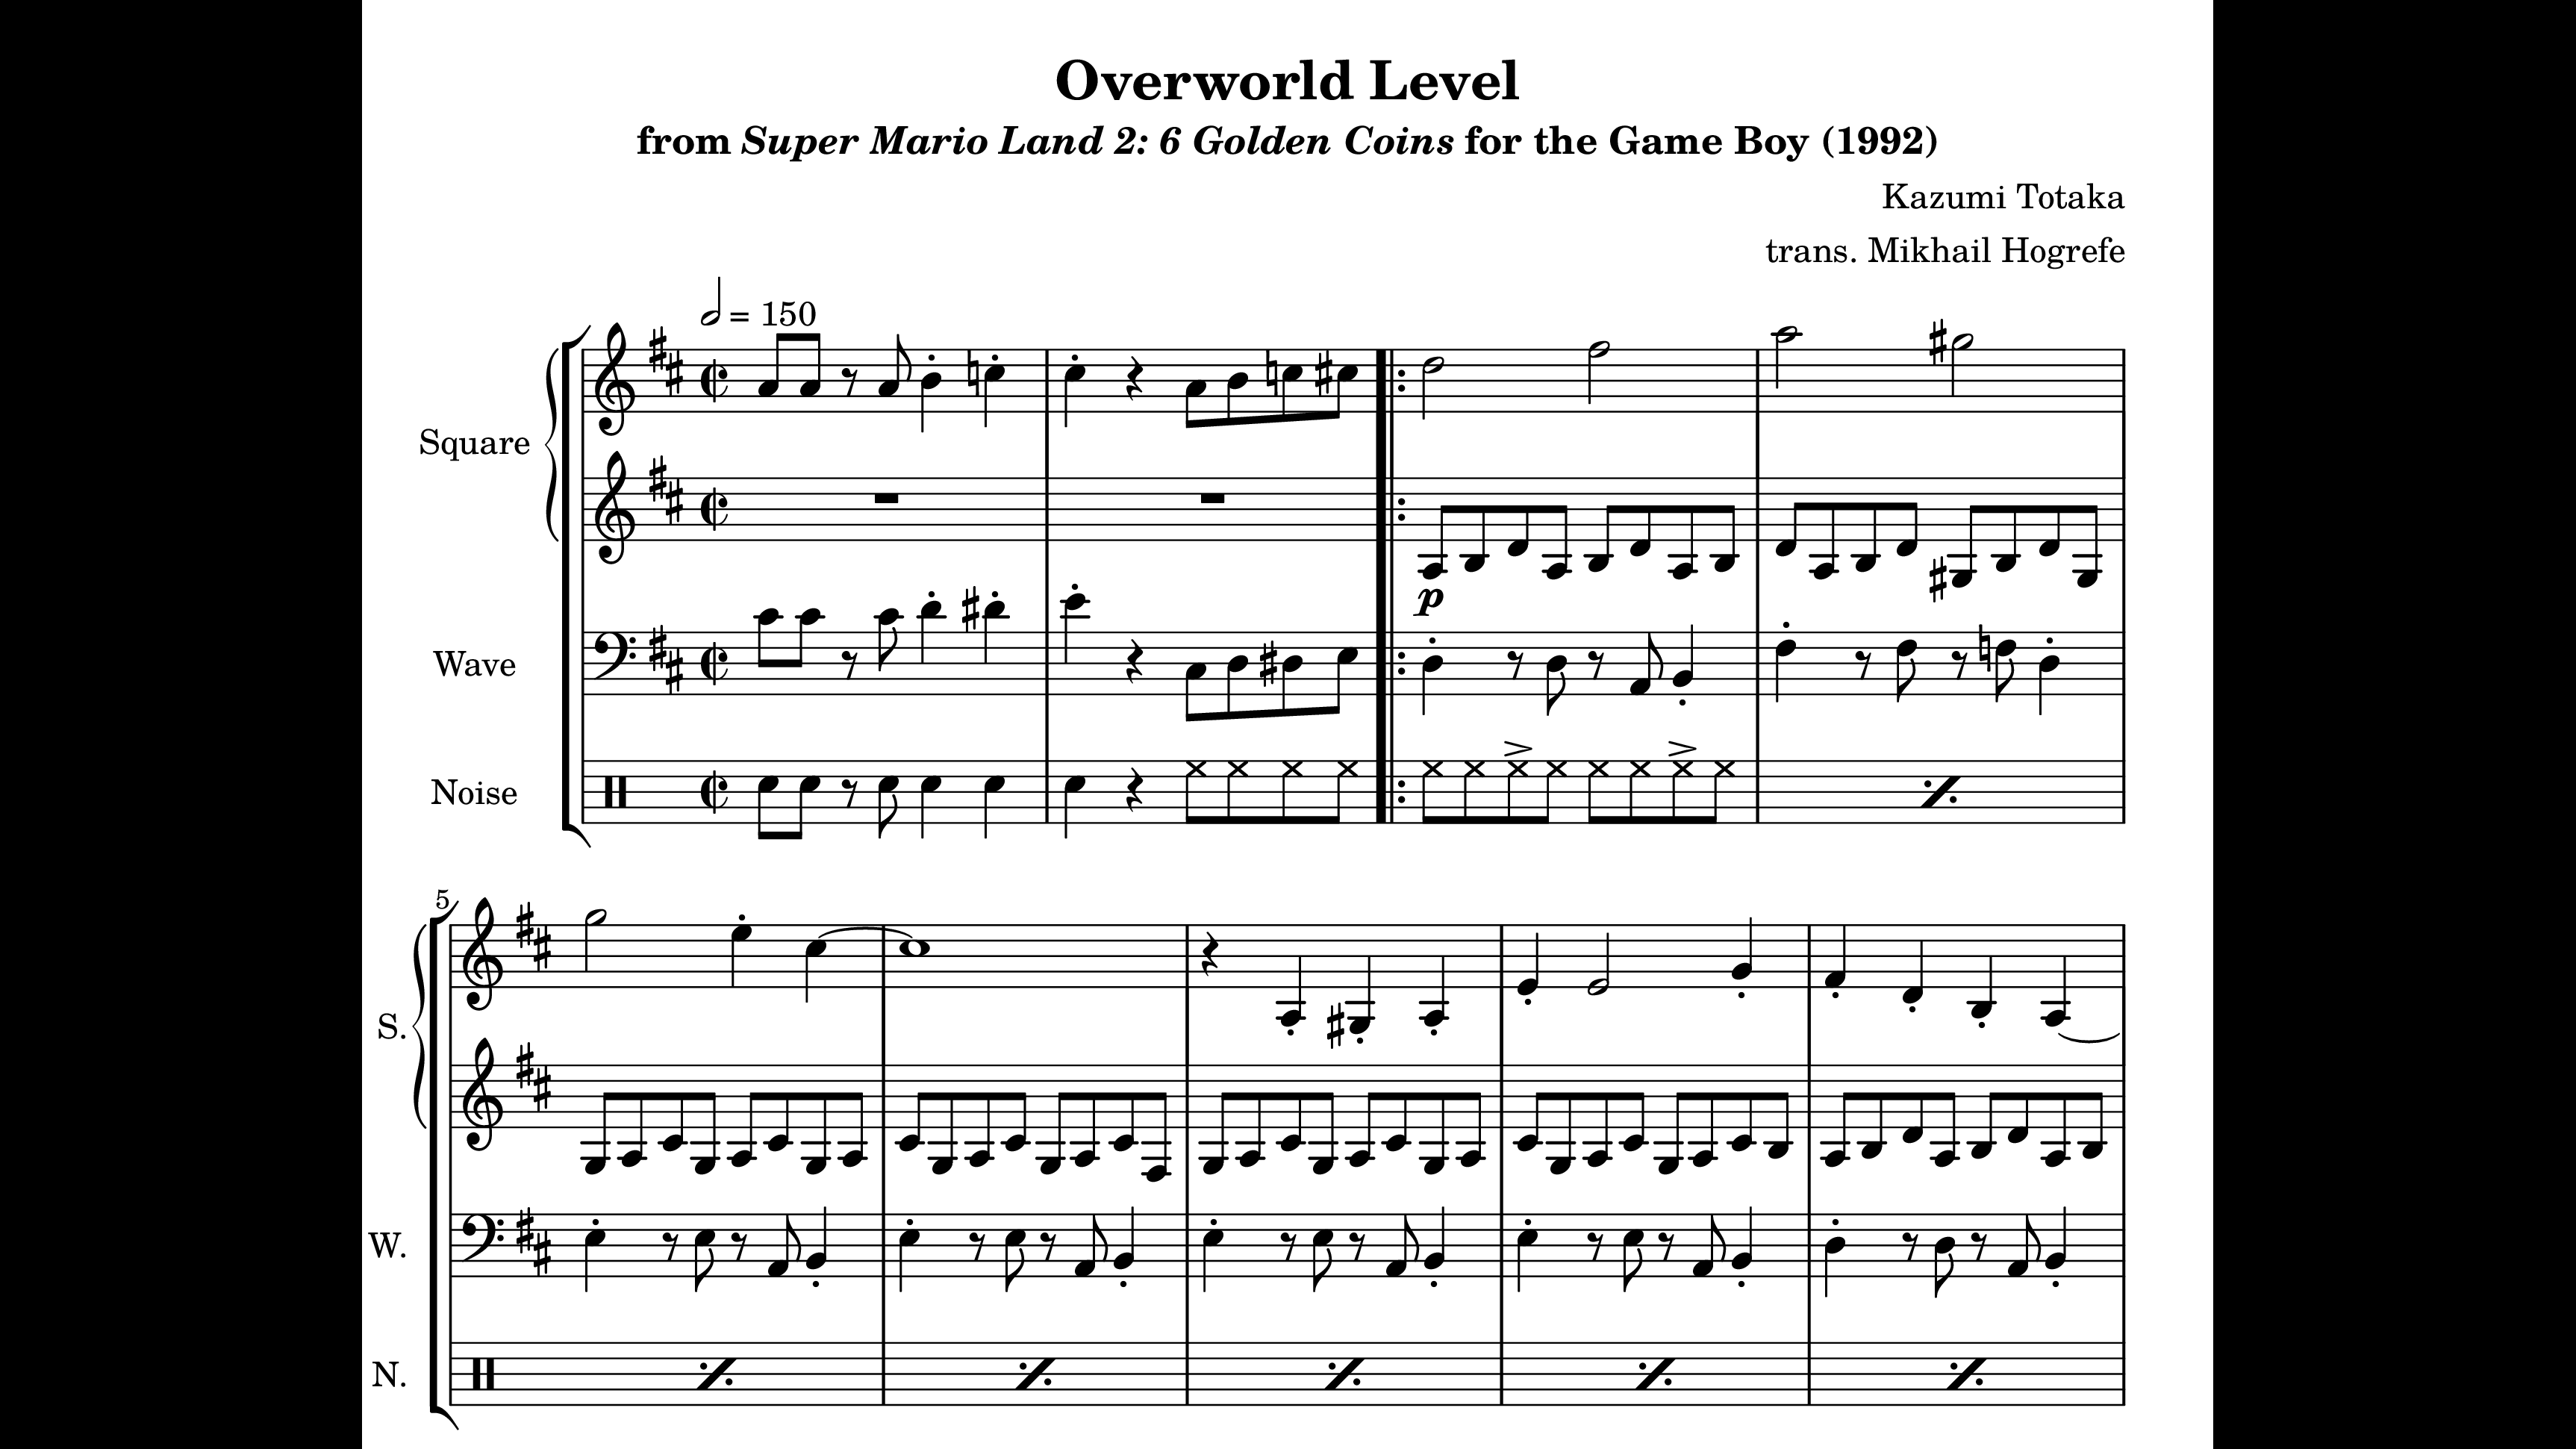 Overworld Level
from Super Mario Land 2: 6 Golden Coins for the Game Boy (1992)
Kazumi Totaka
trans. Mikhail Hogrefe
= 150
Square
p
Wave
Noise
5
S.
W.
N.